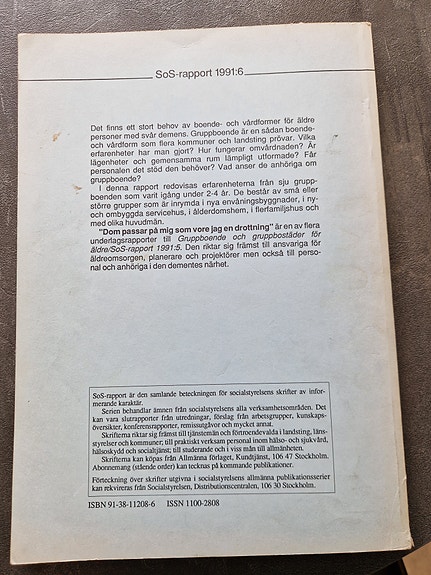 SoS-rapport 1991:6
Det finns ett stort behov av boende- och vårdformer för äldre
personer med svår demens. Gruppboende är en sådan boende-
och vårdform som flera kommuner och landsting prövar. Vilka
erfarenheter har man gjort? Hur fungerar omvårdnaden? Är
lägenheter och gemensamma rum lämpligt utformade? Får
personalen det stöd den behöver? Vad anser de anhöriga om
gruppboende?
I denna rapport redovisas erfarenheterna från sju grupp-
boenden som varit igång under 2-4 år. De består av små eller
större grupper som är inrymda i nya envåningsbyggnader, i ny-
och ombyggda servicehus, i ålderdomshem, i flerfamiljshus och
med olika huvudmän.
"Dom passar på mig som vore jag en drottning" är en av flera
underlagsrapporter till Gruppboende och gruppbostäder för
äldre/SoS-rapport 1991:5. Den riktar sig främst till ansvariga för
äldreomsorgen, planerare och projektörer men också till perso-
nal och anhöriga i den dementes närhet.
SoS-rapport är den samlande beteckningen för socialstyrelsens skrifter av infor-
merande karaktär.
Serien behandlar ämnen från socialstyrelsens alla verksamhetsområden. Det
kan vara slutrapporter från utredningar, förslag från arbetsgrupper, kunskaps-
översikter, konferensrapporter, remissutgåvor och mycket annat.
Skrifterna riktar sig främst till tjänstemän och förtroendevalda i landsting, läns-
styrelser och kommuner; till praktiskt verksam personal inom hälso- och sjukvård,
hälsoskydd och socialtjänst; till studerande och i viss mån till allmänheten.
Skrifterna kan köpas från Allmänna förlaget, Kundtjänst, 106 47 Stockholm.
Abonnemang (stående order) kan tecknas på kommande publikationer.
Förteckning över skrifter utgivna i socialstyrelsens allmänna publikationsserier
kan rekvireras från Socialstyrelsen, Distributionscentralen, 106 30 Stockholm.
ISBN 91-38-11208-6 ISSN 1100-2808